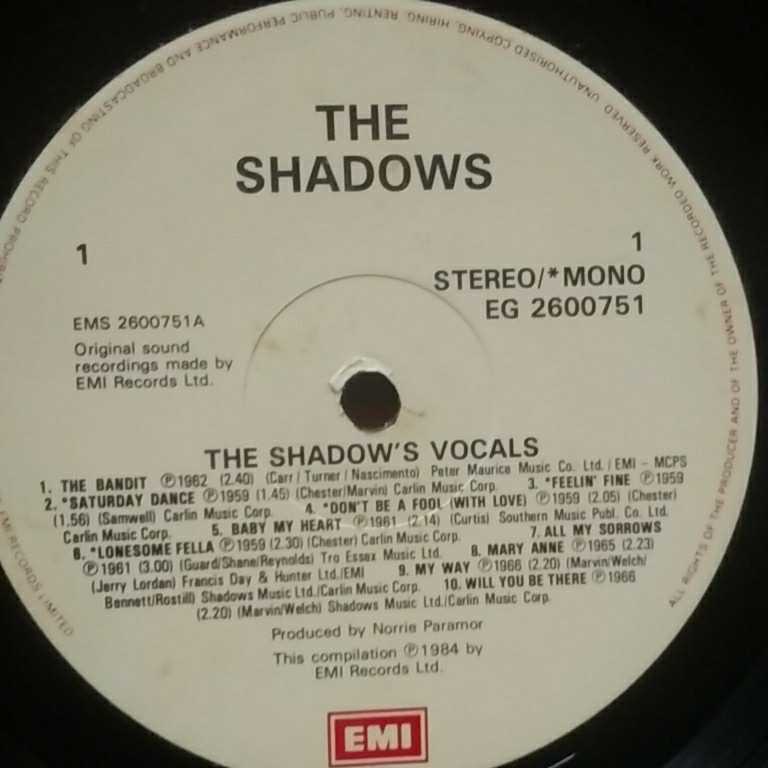 UNAUTHORISED COPYING, HIRING, RENTING, PUBLIC PERFORMANCE AND BROADCASTING OF THIS RECORD PROHIBITED
ALL RIGHTS OF THE PRODUCER AND OF THE OWNER OF THE RECORDED WORK RESERVED
EMI RECORDS LIMITED
THE
SHADOWS
1
1
STEREO/*MONO
EG 2600751
EMS 2600751A
Original sound
recordings made by
EMI Records Ltd.
THE SHADOW'S VOCALS
1. THE BANDIT ℗1962 (2.40) (Carr/Turner/Nascimento) Peter Maurice Music Co. Ltd./EMI - MCPS
2. *SATURDAY DANCE ℗1959 (1.45) (Chester/Marvin) Carlin Music Corp. 3. *FEELIN' FINE ℗1959
(1.56) (Samwell) Carlin Music Corp. 4. *DON'T BE A FOOL (WITH LOVE) ℗1959 (2.05) (Chester)
Carlin Music Corp. 5. BABY MY HEART ℗1961 (2.14) (Curtis) Southern Music Publ. Co. Ltd.
6. *LONESOME FELLA ℗1959 (2.30) (Chester) Carlin Music Corp. 7. ALL MY SORROWS
℗1961 (3.00) (Guard/Shane/Reynolds) Tro Essex Music Ltd. 8. MARY ANNE ℗1965 (2.23)
(Jerry Lordan) Francis Day & Hunter Ltd./EMI 9. MY WAY ℗1966 (2.20) (Marvin/Welch/
Bennett/Rostill) Shadows Music Ltd./Carlin Music Corp. 10. WILL YOU BE THERE ℗1966
(2.20) (Marvin/Welch) Shadows Music Ltd./Carlin Music Corp.
Produced by Norrie Paramor
This compilation ℗1984 by
EMI Records Ltd.
EMI